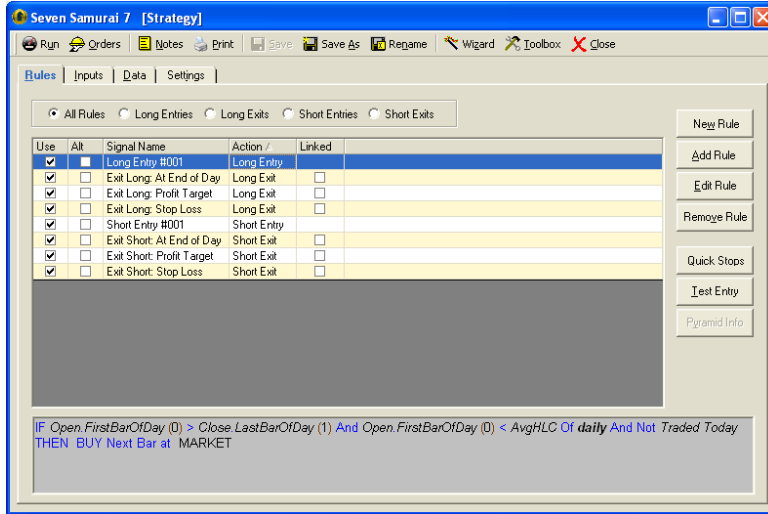 Seven Samurai 7 [Strategy]
Run Orders Notes Print Save Save As Rename Wizard Toolbox Close
Rules Inputs Data Settings
All Rules Long Entries Long Exits Short Entries Short Exits
New Rule
Use Alt Signal Name Action Linked
Long Entry #001 Long Entry
Add Rule
Exit Long: At End of Day Long Exit
Exit Long: Profit Target Long Exit
Edit Rule
Exit Long: Stop Loss Long Exit
Short Entry #001 Short Entry
Remove Rule
Exit Short: At End of Day Short Exit
Exit Short: Profit Target Short Exit
Exit Short: Stop Loss Short Exit
Quick Stops
Test Entry
Pyramid Info
IF Open.FirstBarOfDay (0) > Close.LastBarOfDay (1) And Open.FirstBarOfDay (0) < AvgHLC Of daily And Not Traded Today
THEN BUY Next Bar at MARKET